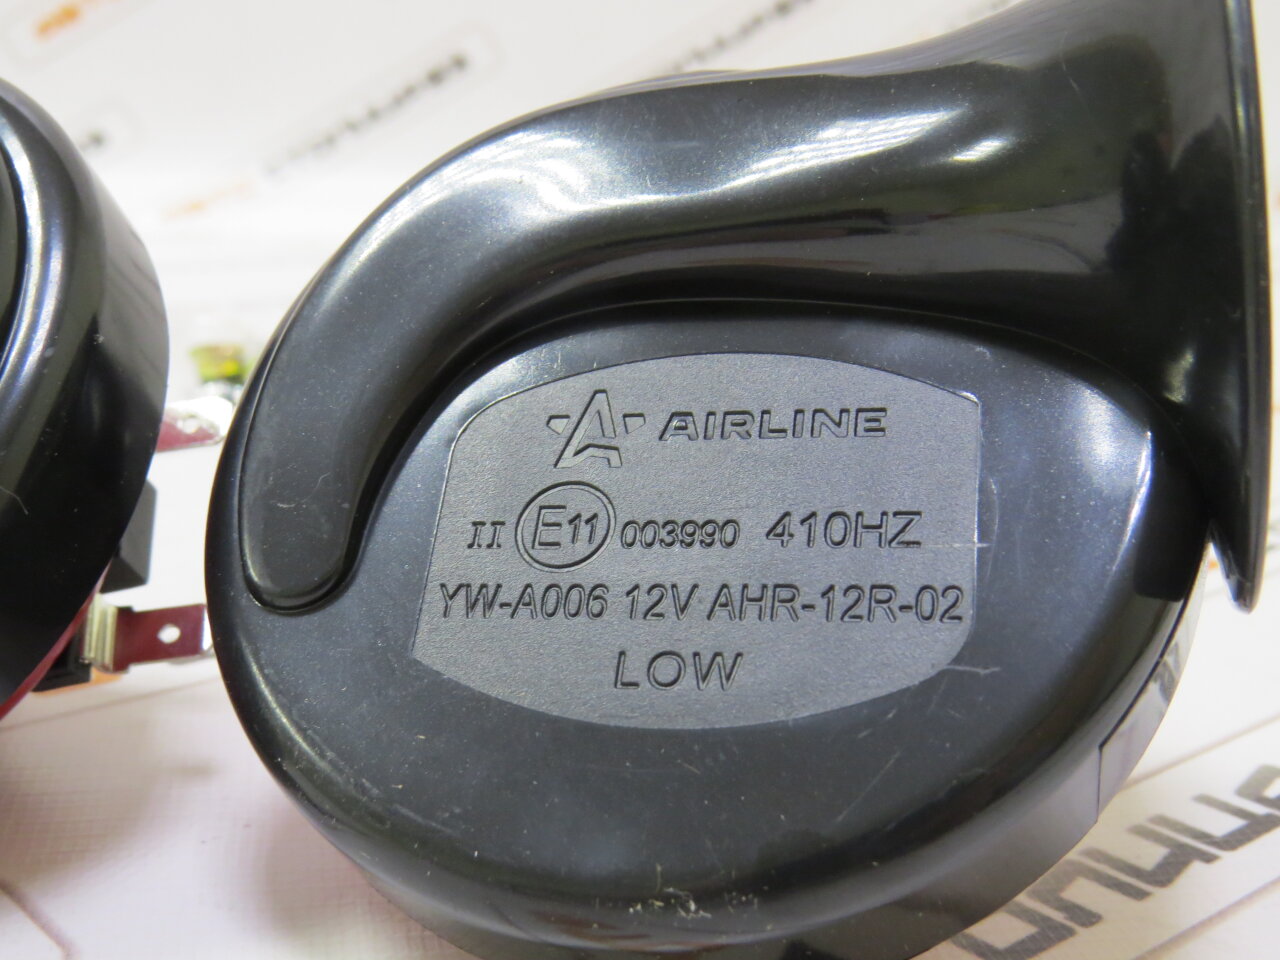 AIRLINE
II E11 003990 410HZ
YW-A006 12V AHR-12R-02
LOW